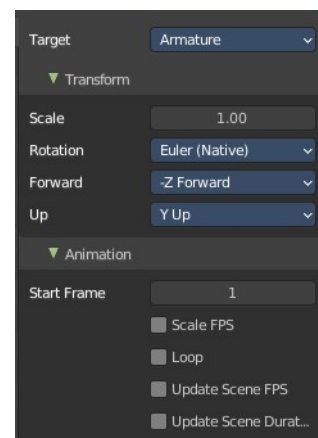 Target Armature
Transform
Scale 1.00
Rotation Euler (Native)
Forward -Z Forward
Up Y Up
Animation
Start Frame 1
Scale FPS
Loop
Update Scene FPS
Update Scene Durat...